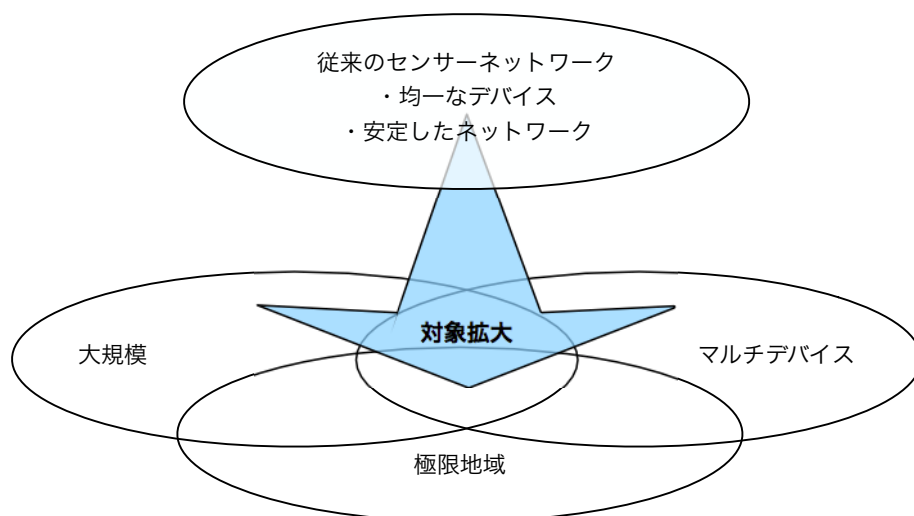 従来のセンサーネットワーク
・均一なデバイス
・安定したネットワーク
対象拡大
大規模
マルチデバイス
極限地域